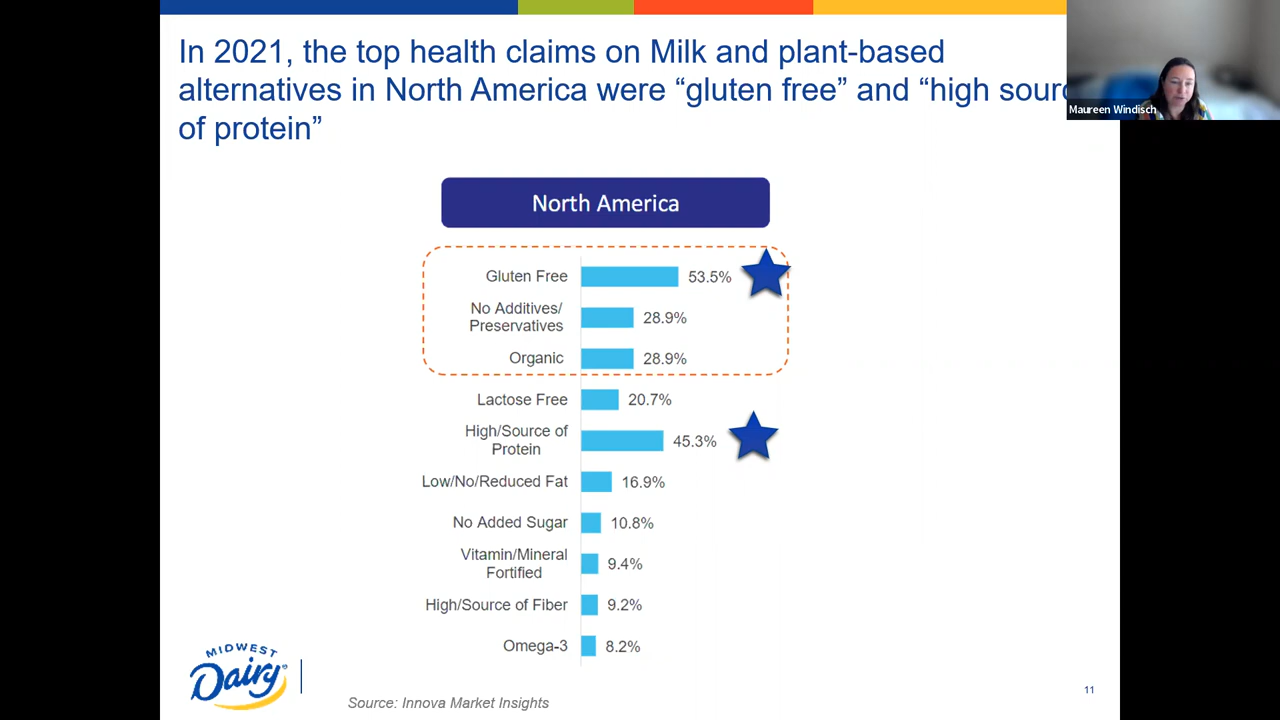 In 2021, the top health claims on Milk and plant-based
alternatives in North America were “gluten free” and “high sourc
of protein”
Maureen Windisch
North America
Gluten Free 53.5%
No Additives/
Preservatives 28.9%
Organic 28.9%
Lactose Free 20.7%
High/Source of
Protein 45.3%
Low/No/Reduced Fat 16.9%
No Added Sugar 10.8%
Vitamin/Mineral
Fortified 9.4%
High/Source of Fiber 9.2%
Omega-3 8.2%
MIDWEST
Dairy®
Source: Innova Market Insights
11